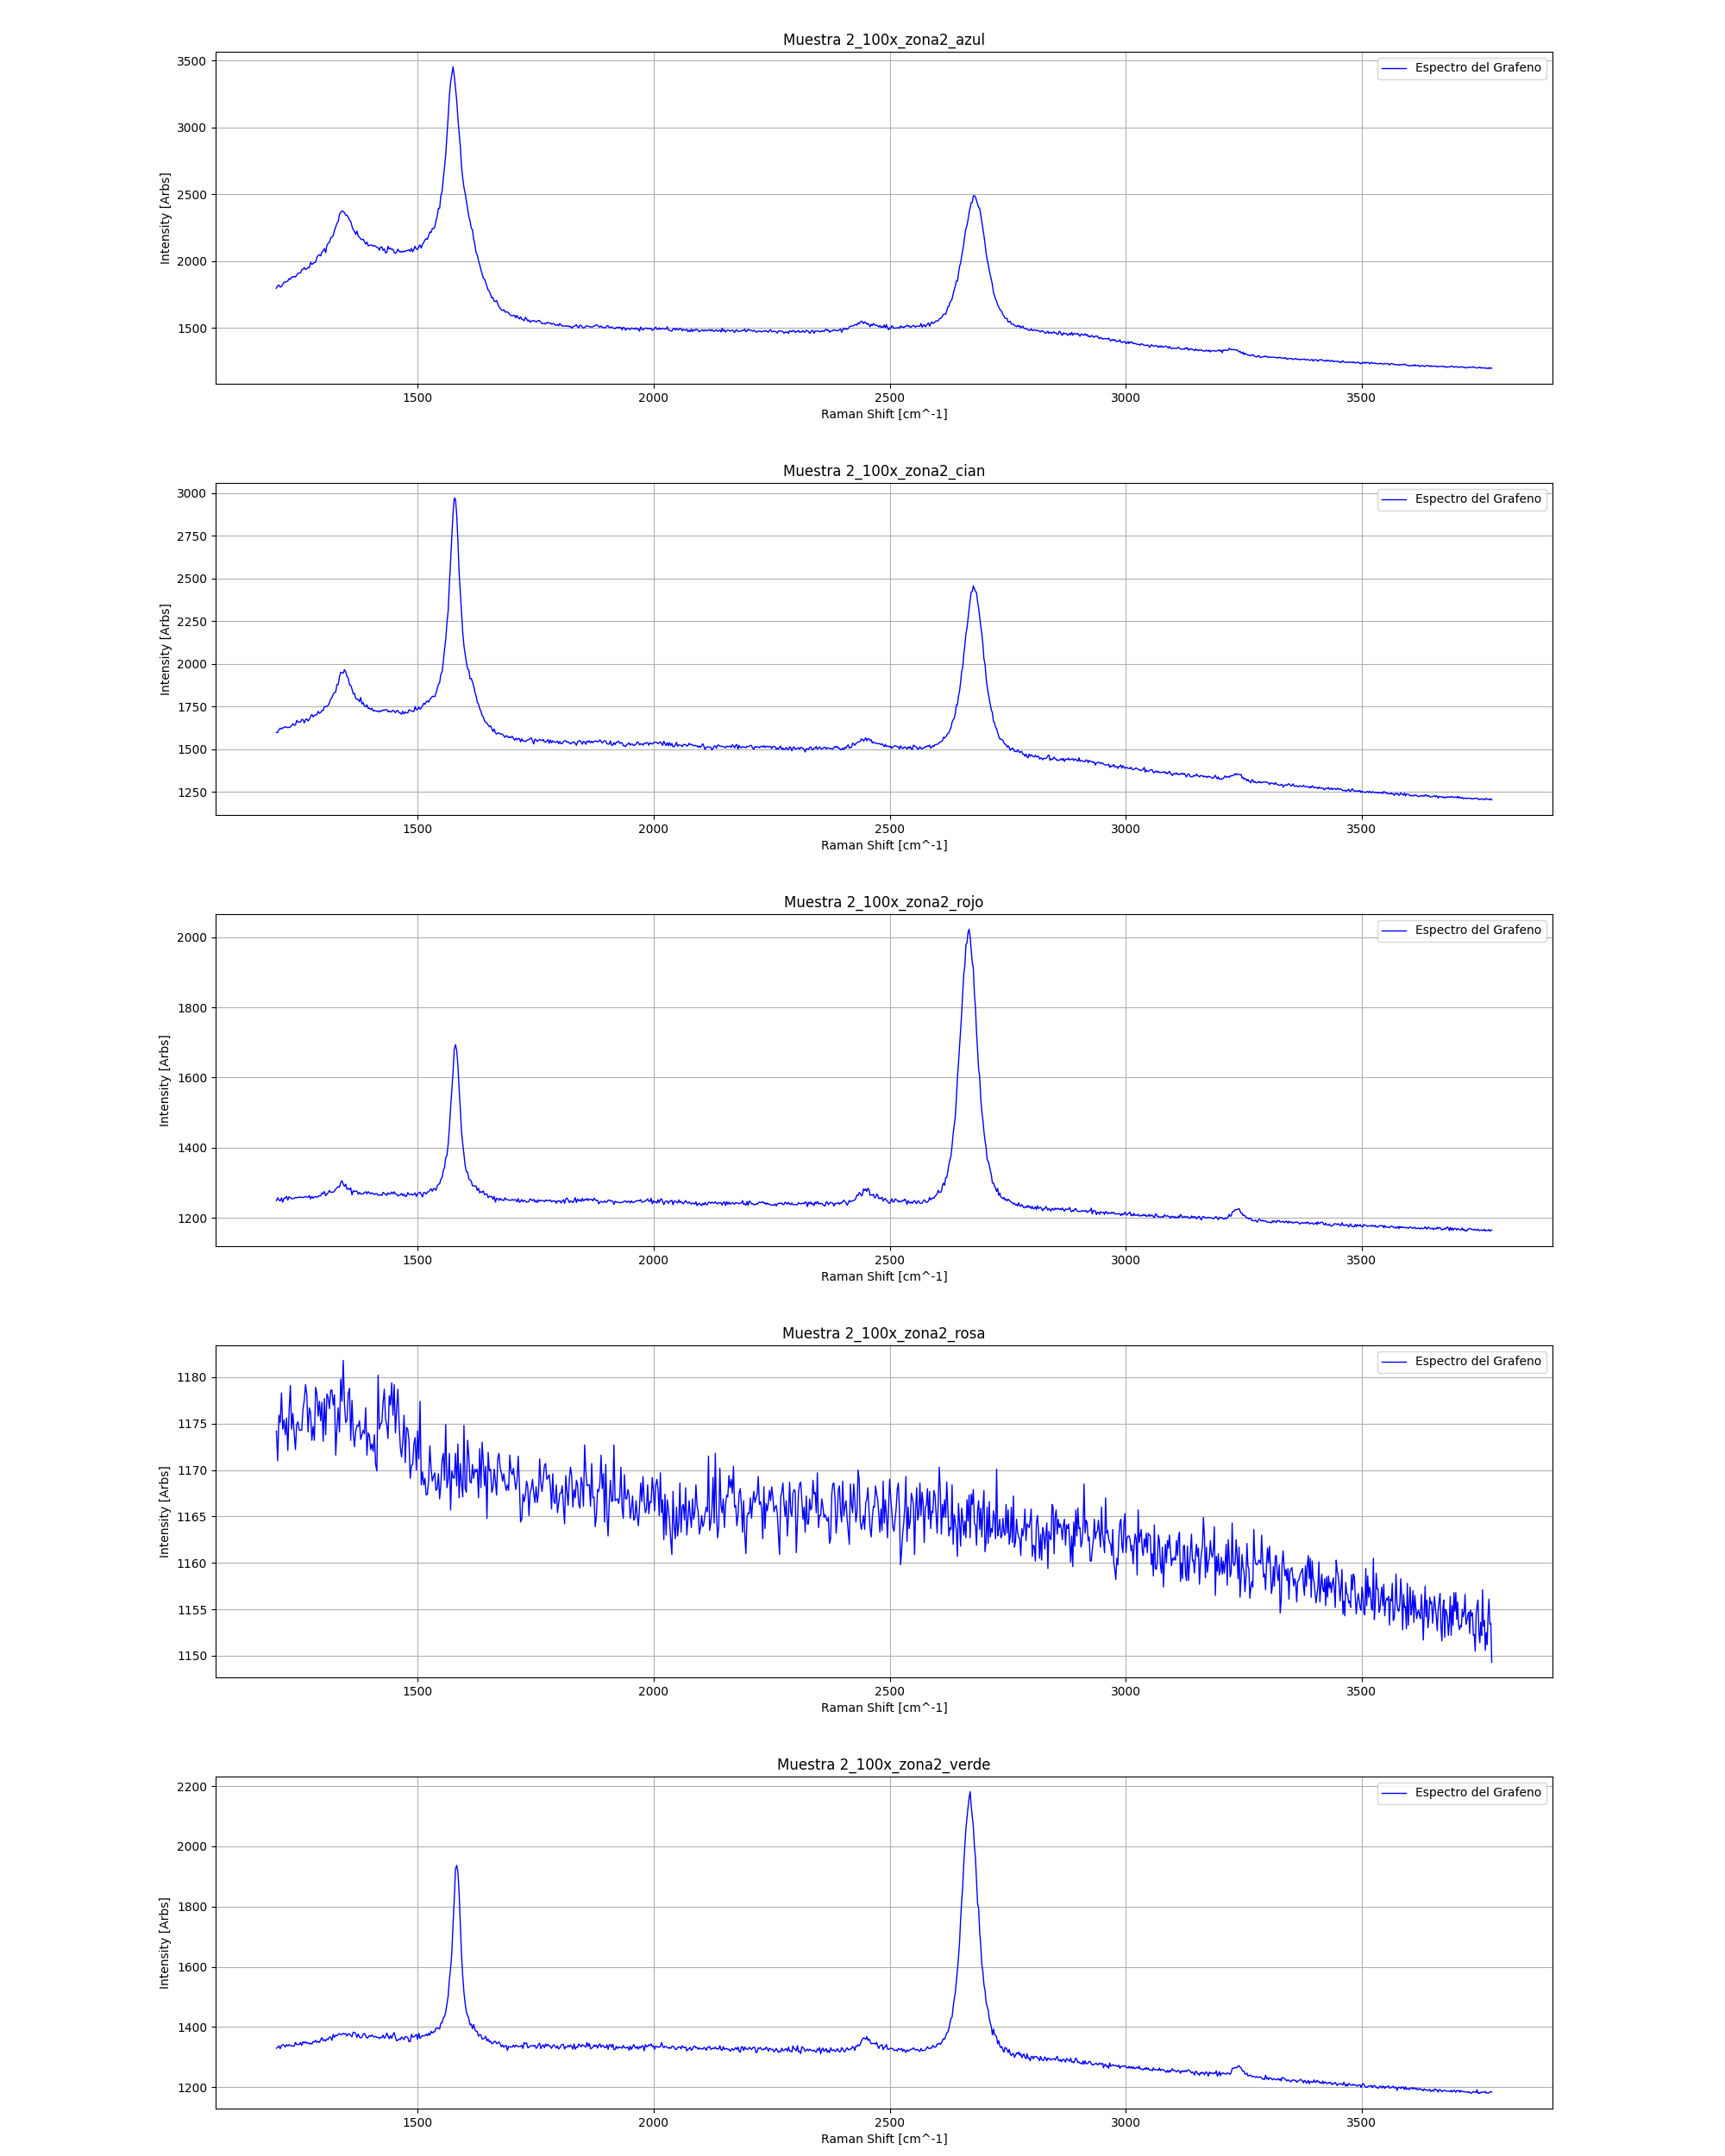 Muestra 2_100x_zona2_azul
Espectro del Grafeno
3500
3000
2500
2000
1500
Intensity [Arbs]
1500 2000 2500 3000 3500
Raman Shift [cm^-1]
Muestra 2_100x_zona2_cian
Espectro del Grafeno
3000
2750
2500
2250
2000
1750
1500
1250
Intensity [Arbs]
1500 2000 2500 3000 3500
Raman Shift [cm^-1]
Muestra 2_100x_zona2_rojo
Espectro del Grafeno
2000
1800
1600
1400
1200
Intensity [Arbs]
1500 2000 2500 3000 3500
Raman Shift [cm^-1]
Muestra 2_100x_zona2_rosa
Espectro del Grafeno
1180
1175
1170
1165
1160
1155
1150
Intensity [Arbs]
1500 2000 2500 3000 3500
Raman Shift [cm^-1]
Muestra 2_100x_zona2_verde
Espectro del Grafeno
2200
2000
1800
1600
1400
1200
Intensity [Arbs]
1500 2000 2500 3000 3500
Raman Shift [cm^-1]